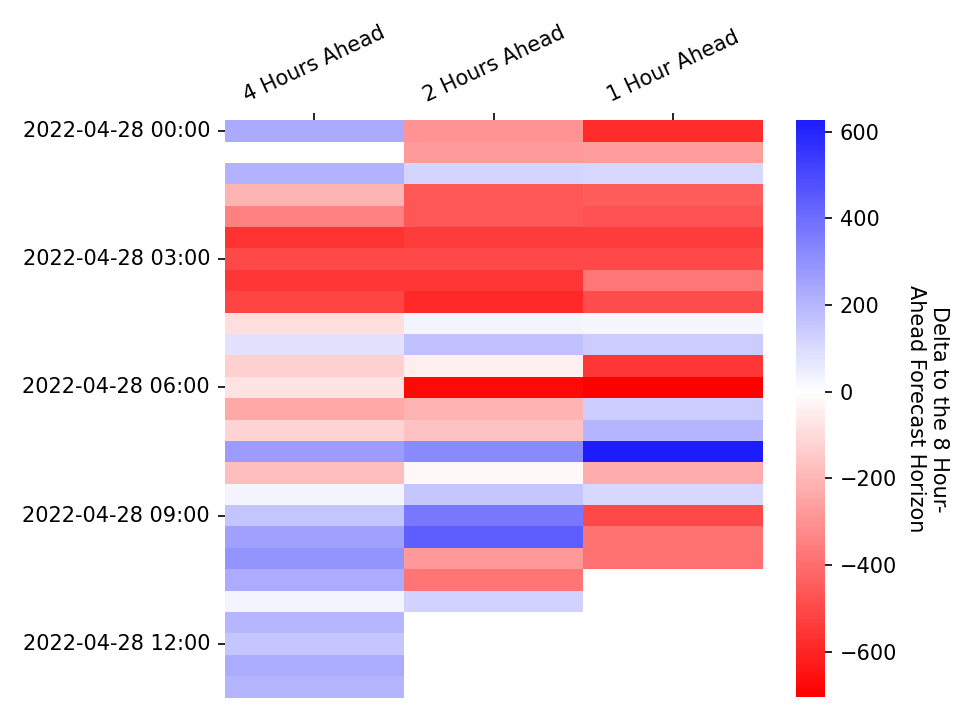 4 Hours Ahead
2 Hours Ahead
1 Hour Ahead
2022-04-28 00:00
2022-04-28 03:00
2022-04-28 06:00
2022-04-28 09:00
2022-04-28 12:00
600
400
200
0
−200
−400
−600
Delta to the 8 Hour-
Ahead Forecast Horizon